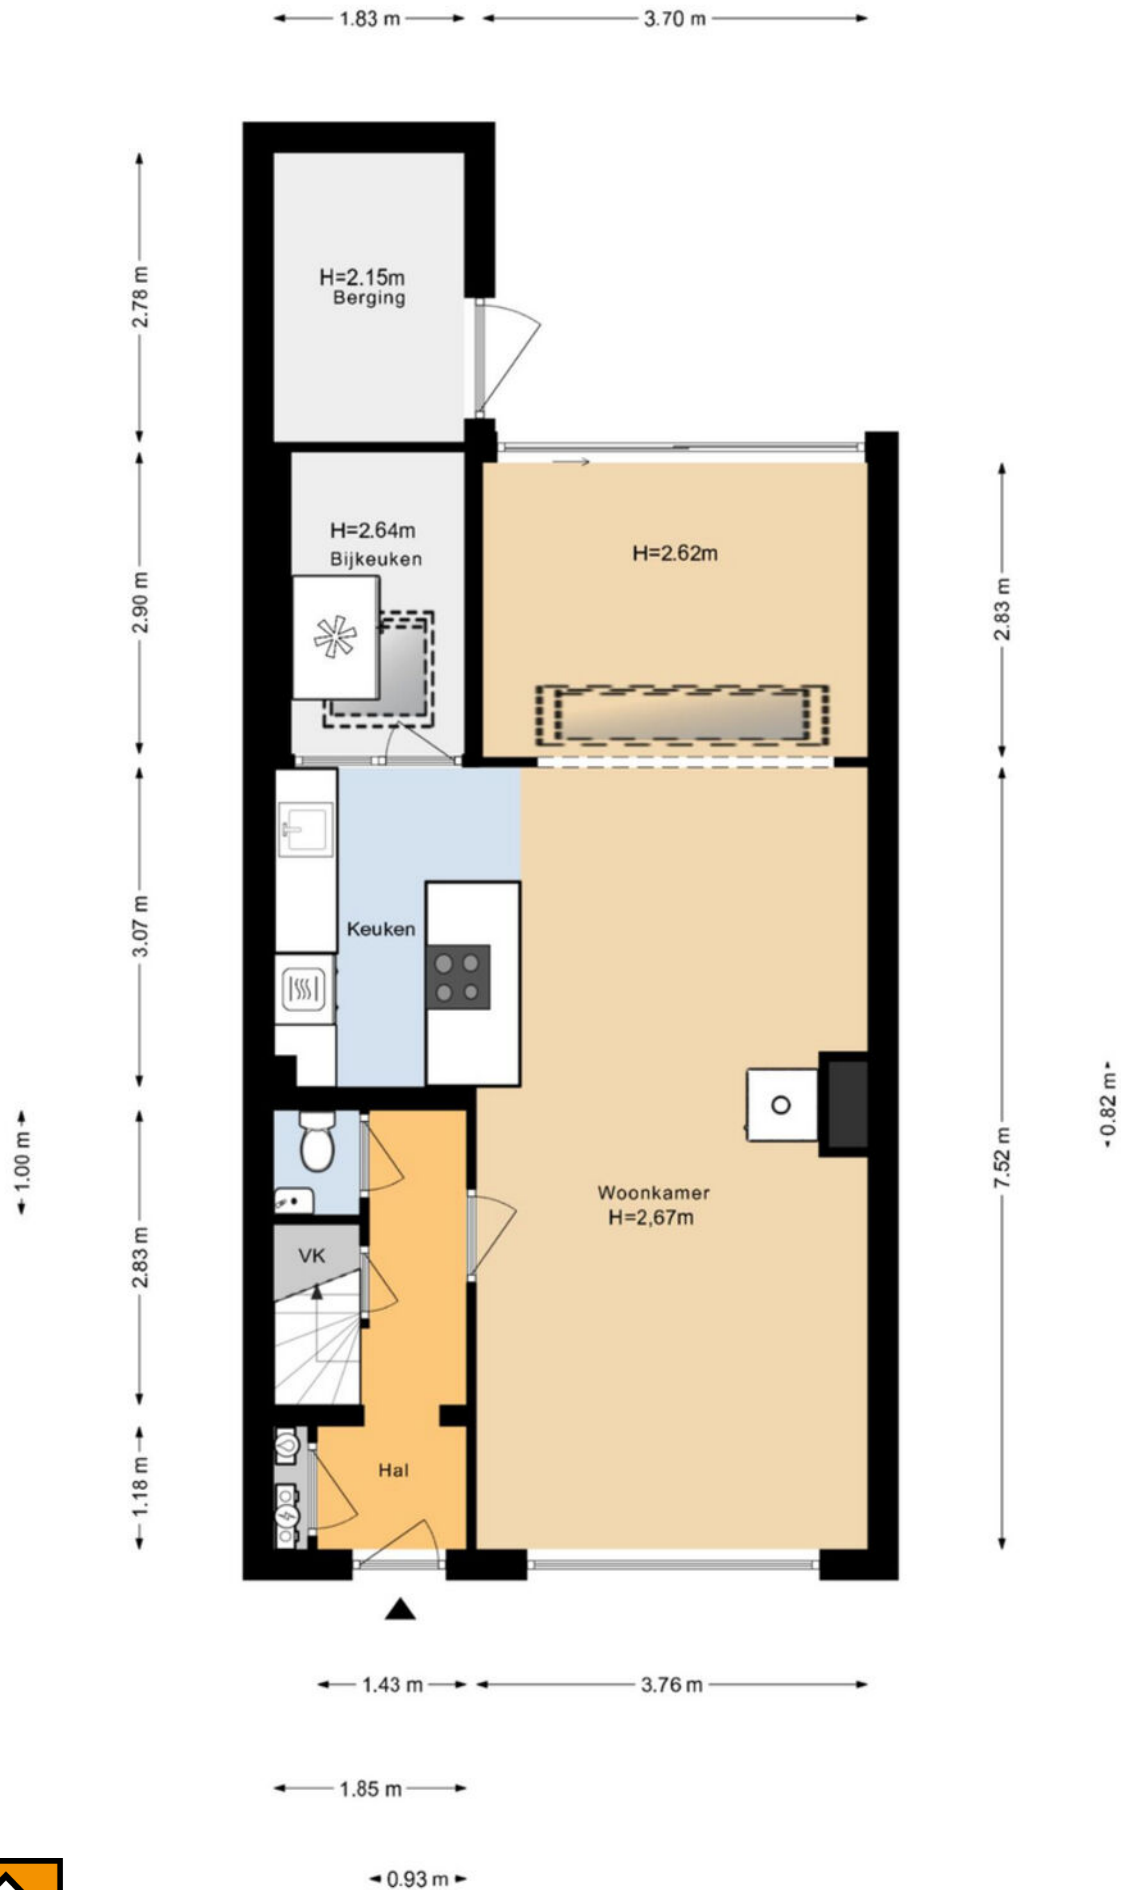 1.83 m
3.70 m
2.78 m
H=2.15m
Berging
2.90 m
H=2.64m
Bijkeuken
H=2.62m
2.83 m
3.07 m
Keuken
1.00 m
0.82 m
7.52 m
Woonkamer
H=2,67m
2.83 m
VK
1.18 m
Hal
1.43 m
3.76 m
1.85 m
0.93 m